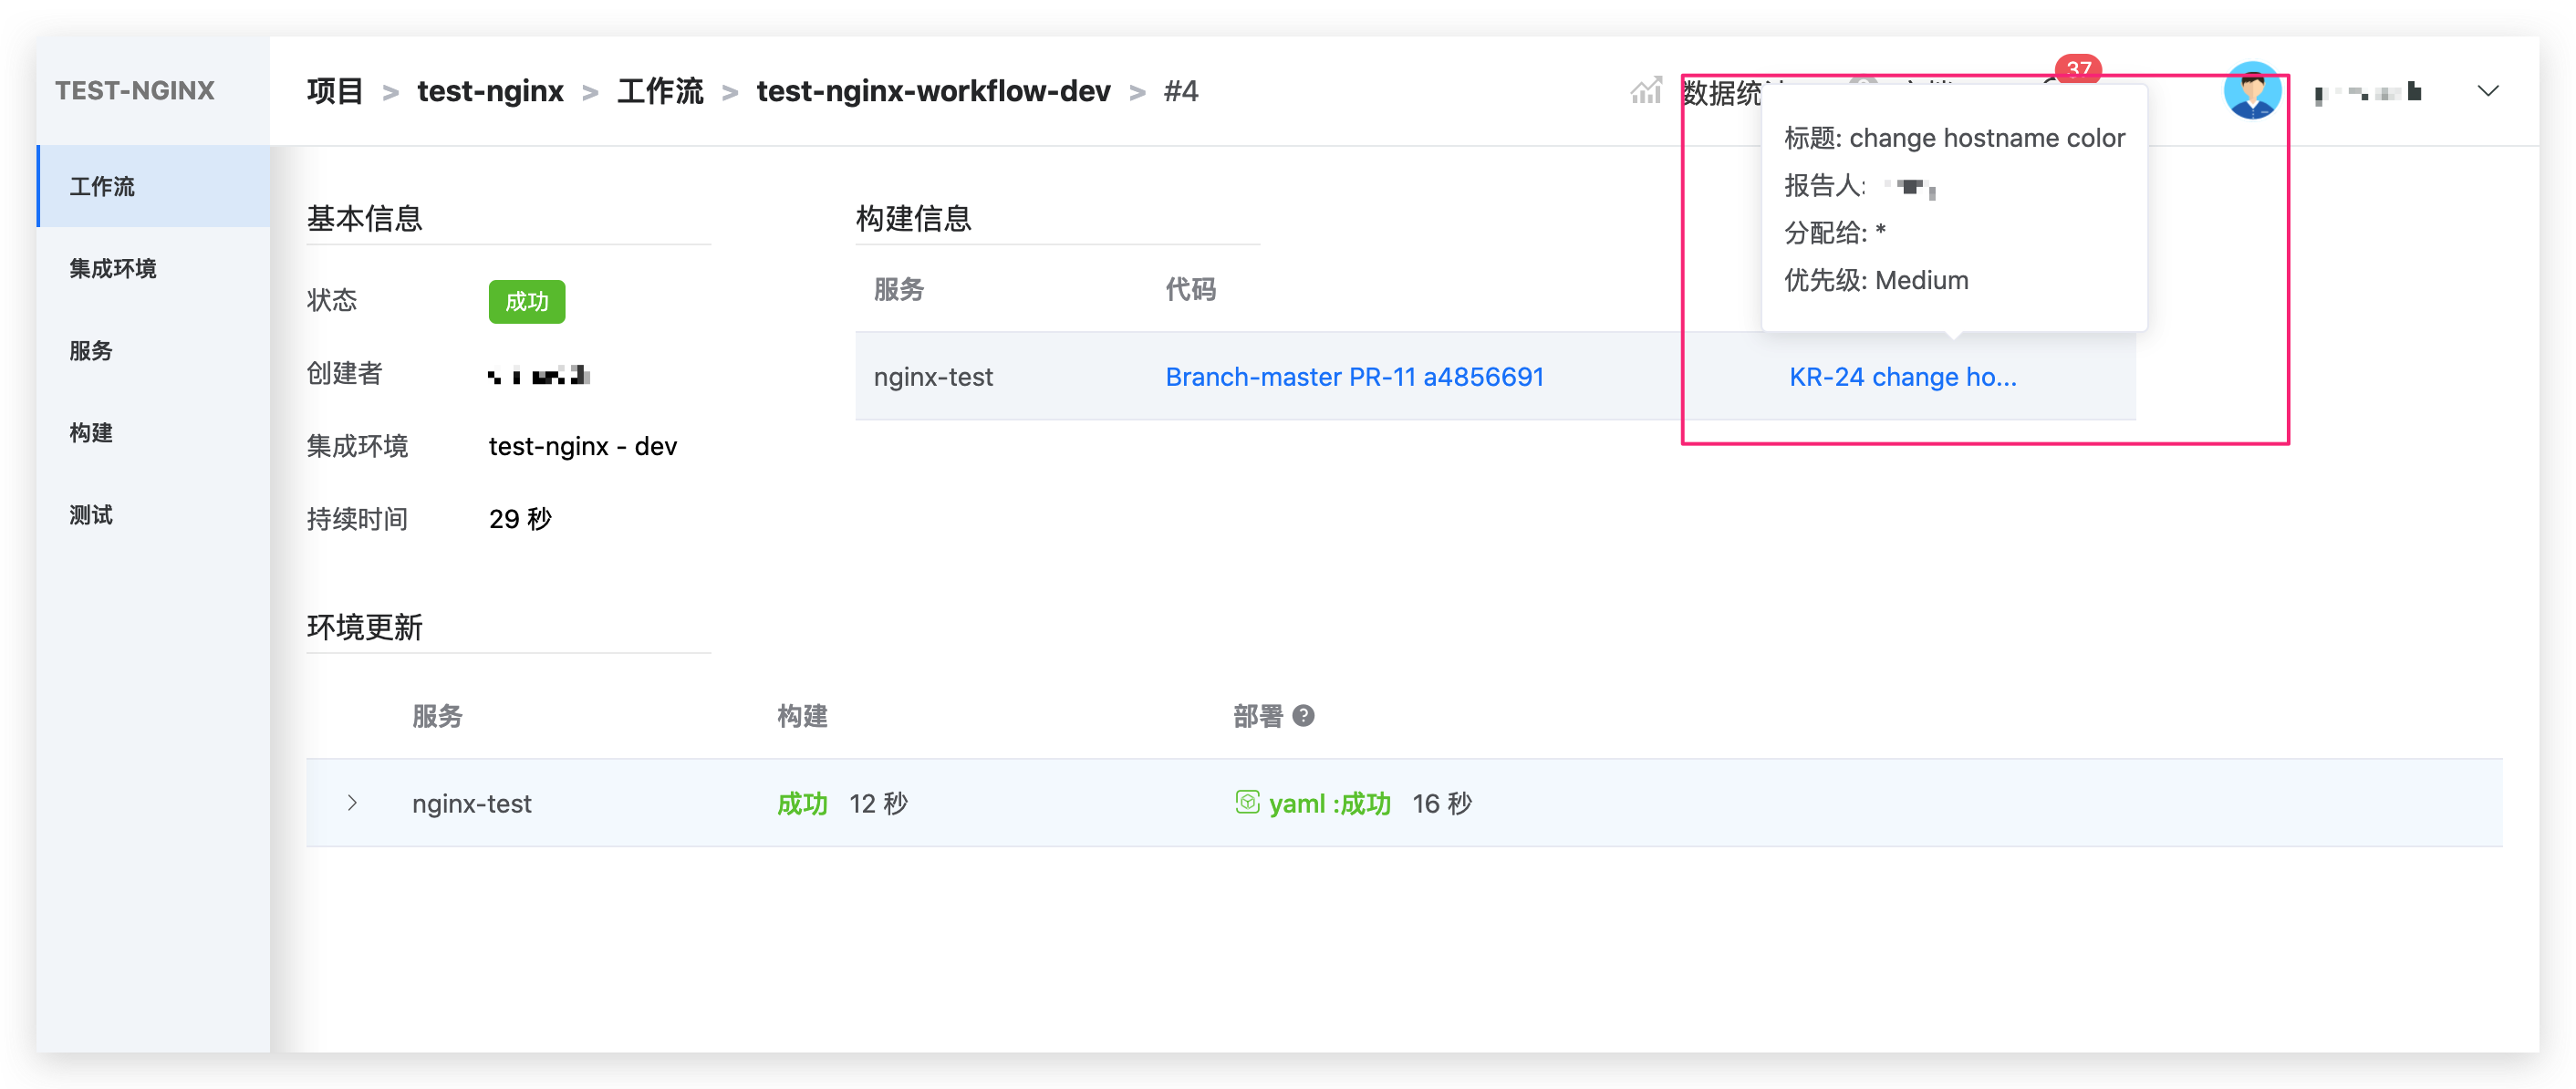 TEST-NGINX
项目 > test-nginx > 工作流 > test-nginx-workflow-dev > #4
数据统计
37
工作流
集成环境
服务
构建
测试
基本信息
状态 成功
创建者
集成环境 test-nginx - dev
持续时间 29 秒
构建信息
服务 代码
nginx-test Branch-master PR-11 a4856691 KR-24 change ho...
标题: change hostname color
报告人:
分配给: *
优先级: Medium
环境更新
服务 构建 部署
nginx-test 成功 12 秒 yaml :成功 16 秒